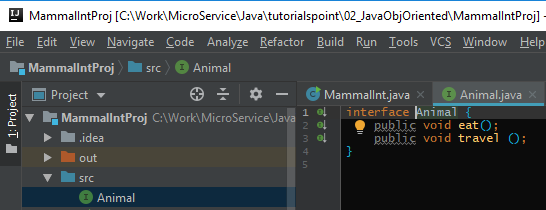 MammalIntProj [C:\Work\MicroService\Java\tutorialspoint\02_JavaObjOriented\MammalIntProj] -
File Edit View Navigate Code Analyze Refactor Build Run Tools VCS Window Help
MammalIntProj src Animal
1: Project
Project
MammalInt.java
Animal.java
MammalIntProj C:\Work\MicroService\Java
.idea
out
src
Animal
1 interface Animal {
2 public void eat();
3 public void travel ();
4 }
5